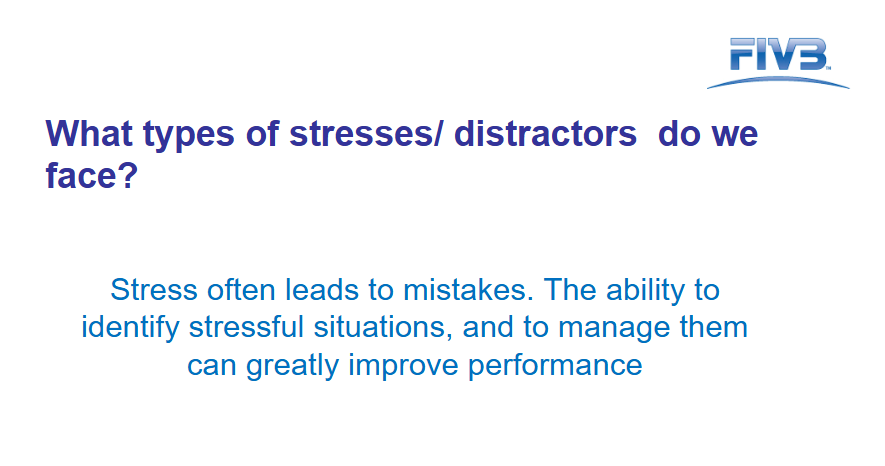 FIVB™
What types of stresses/ distractors  do we
face?
Stress often leads to mistakes. The ability to
identify stressful situations, and to manage them
can greatly improve performance